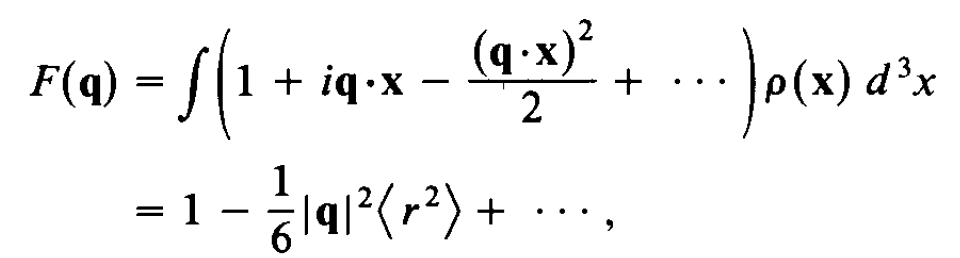 F(𝐪) = ∫(1 + i𝐪·𝐱 − (𝐪·𝐱)²/2 + ···)ρ(𝐱) d³x
= 1 − 1/6|𝐪|²⟨r²⟩ + ··· ,